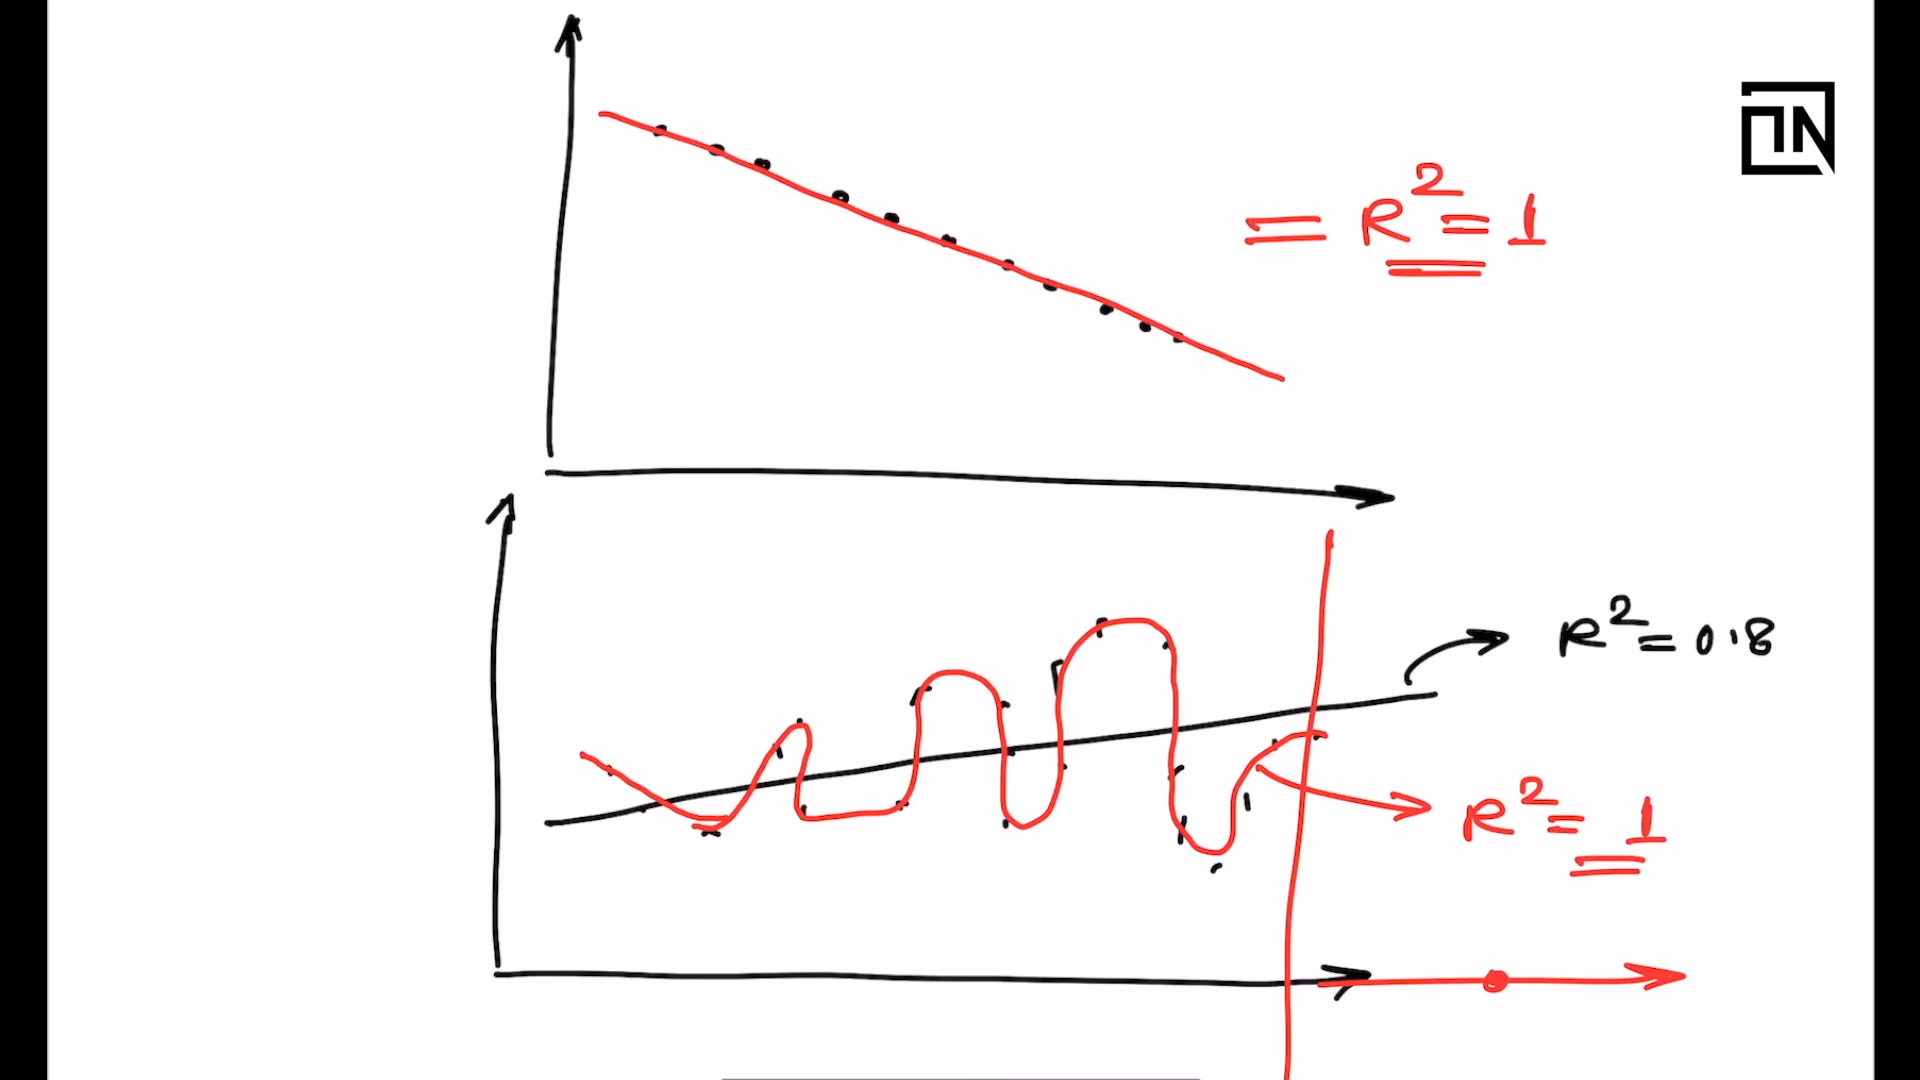 = R² = 1
R² = 0.8
R² = 1